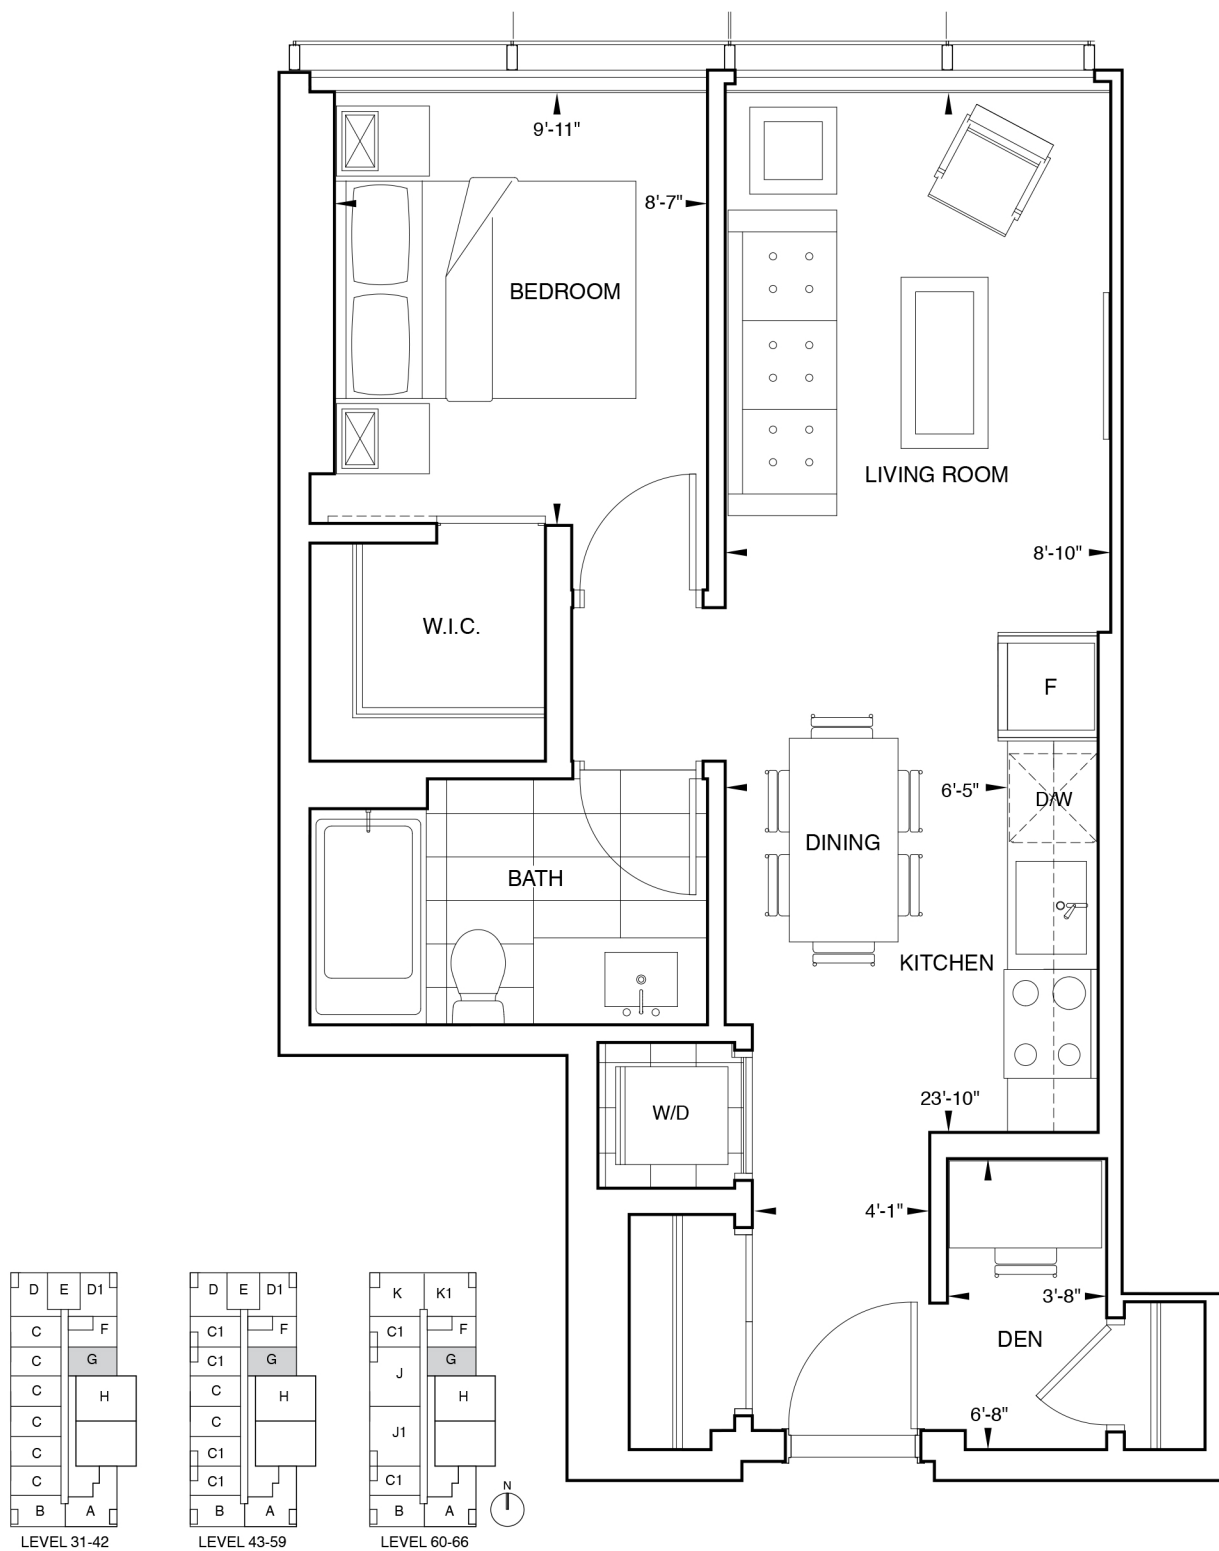 9'-11"
8'-7"
BEDROOM
LIVING ROOM
8'-10"
W.I.C.
F
6'-5"
D/W
DINING
BATH
KITCHEN
23'-10"
W/D
4'-1"
3'-8"
DEN
6'-8"
D E D1
C F
C G
C H
C
C
C
B A
LEVEL 31-42
D E D1
C1 F
C1 G
C H
C
C1
C1
B A
LEVEL 43-59
K K1
C1 F
J G
H
J1
C1
B A
LEVEL 60-66
N